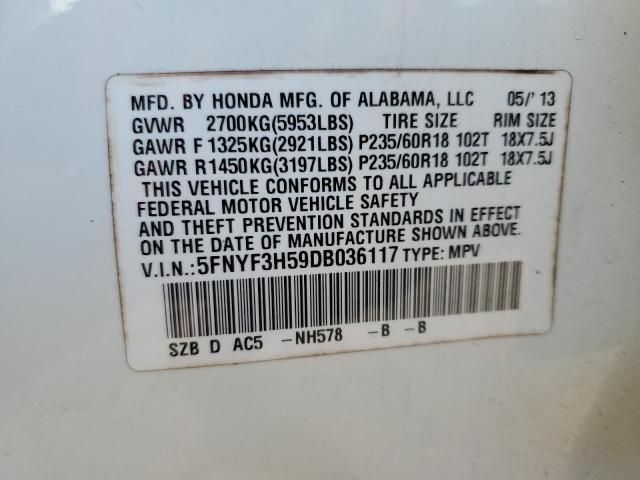 MFD. BY HONDA MFG. OF ALABAMA, LLC 05/'13
GVWR 2700KG(5953LBS) TIRE SIZE RIM SIZE
GAWR F 1325KG(2921LBS) P235/60R18 102T 18X7.5J
GAWR R1450KG(3197LBS) P235/60R18 102T 18X7.5J
THIS VEHICLE CONFORMS TO ALL APPLICABLE
FEDERAL MOTOR VEHICLE SAFETY
AND THEFT PREVENTION STANDARDS IN EFFECT
ON THE DATE OF MANUFACTURE SHOWN ABOVE.
V.I.N.:5FNYF3H59DB036117 TYPE: MPV
SZB D AC5 -NH578 -B -B